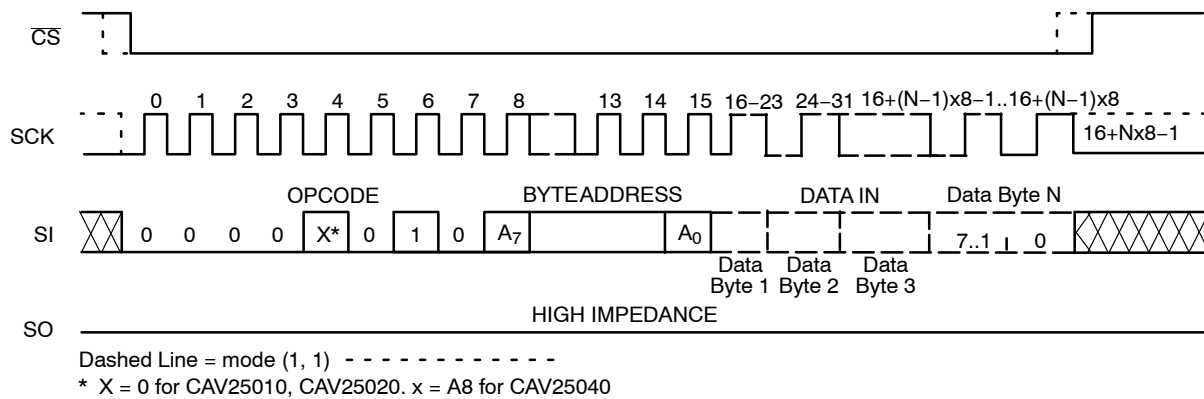 CS
0 1 2 3 4 5 6 7 8 13 14 15 16–23 24–31 16+(N–1)x8–1..16+(N–1)x8
SCK 16+Nx8–1
OPCODE BYTEADDRESS DATA IN Data Byte N
SI 0 0 0 0 X* 0 1 0 A7 A0 7..1 0
Data Byte 1 Data Byte 2 Data Byte 3
HIGH IMPEDANCE
SO
Dashed Line = mode (1, 1) - - - - - - - - - - - -
* X = 0 for CAV25010, CAV25020. x = A8 for CAV25040